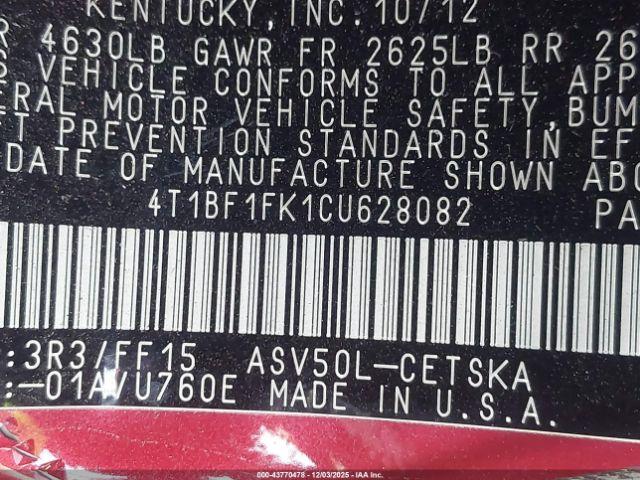 KENTUCKY, INC. 10/12
R 4630LB GAWR FR 2625LB RR 26
VEHICLE CONFORMS TO ALL APP
ERAL MOTOR VEHICLE SAFETY, BUM
FT PREVENTION STANDARDS IN EF
DATE OF MANUFACTURE SHOWN ABO
4T1BF1FK1CU628082 PA
:3R3/FF15 ASV50L-CETSKA
:-01AVU760E MADE IN U.S.A.
000-43770478 - 12/03/2025 - IAA Inc.